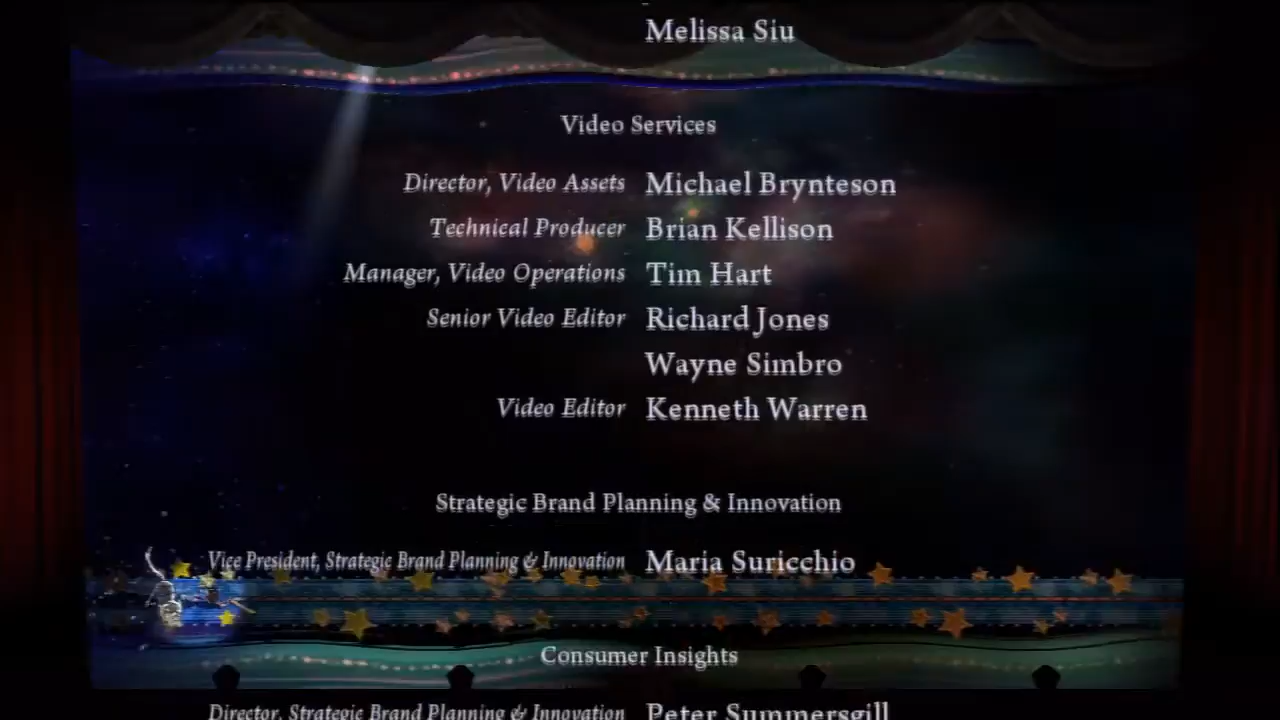 Melissa Siu
Video Services
Director, Video Assets Michael Brynteson
Technical Producer Brian Kellison
Manager, Video Operations Tim Hart
Senior Video Editor Richard Jones
Wayne Simbro
Video Editor Kenneth Warren
Strategic Brand Planning & Innovation
Vice President, Strategic Brand Planning & Innovation Maria Suricchio
Consumer Insights
Director, Strategic Brand Planning & Innovation Peter Summersgill